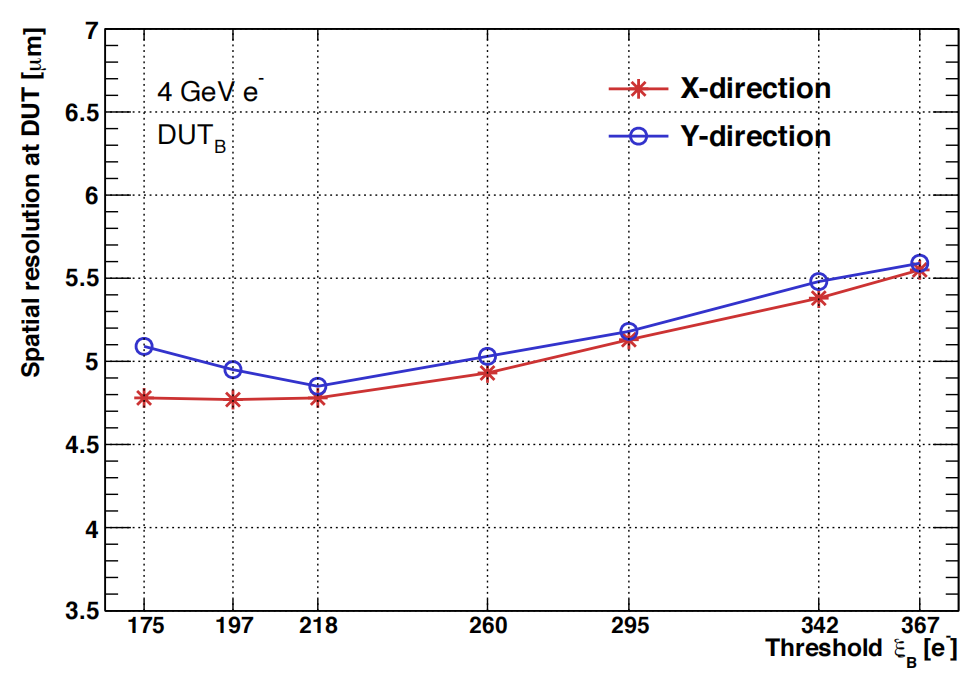 Spatial resolution at DUT [μm]
7
6.5
6
5.5
5
4.5
4
3.5
4 GeV e⁻
DUT_B
X-direction
Y-direction
175 197 218 260 295 342 367
Threshold ξ_B [e⁻]